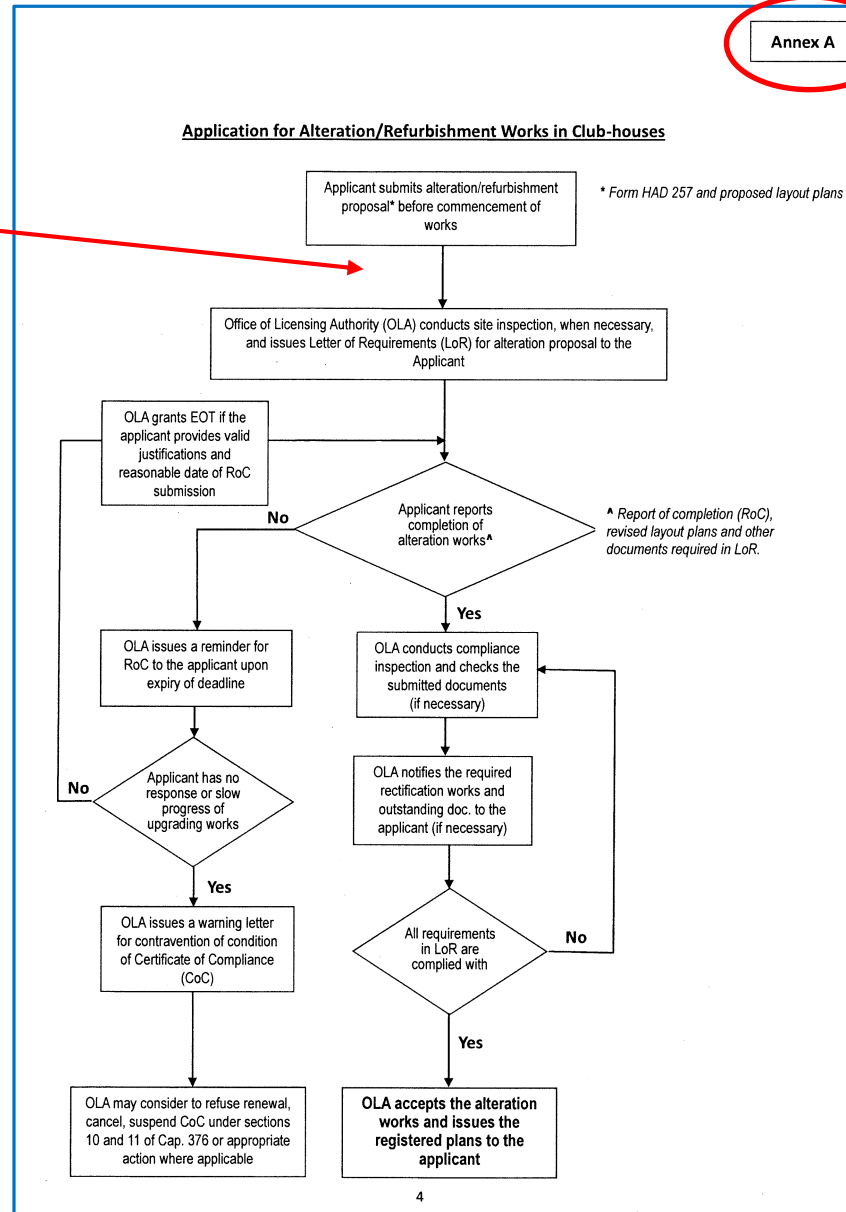 Annex A
Application for Alteration/Refurbishment Works in Club-houses
Applicant submits alteration/refurbishment
proposal* before commencement of
works
* Form HAD 257 and proposed layout plans
Office of Licensing Authority (OLA) conducts site inspection, when necessary,
and issues Letter of Requirements (LoR) for alteration proposal to the
Applicant
OLA grants EOT if the
applicant provides valid
justifications and
reasonable date of RoC
submission
Applicant reports
completion of
alteration works^
No
^ Report of completion (RoC),
revised layout plans and other
documents required in LoR.
Yes
OLA issues a reminder for
RoC to the applicant upon
expiry of deadline
OLA conducts compliance
inspection and checks the
submitted documents
(if necessary)
Applicant has no
response or slow
progress of
upgrading works
No
OLA notifies the required
rectification works and
outstanding doc. to the
applicant (if necessary)
Yes
OLA issues a warning letter
for contravention of condition
of Certificate of Compliance
(CoC)
All requirements
in LoR are
complied with
No
Yes
OLA may consider to refuse renewal,
cancel, suspend CoC under sections
10 and 11 of Cap. 376 or appropriate
action where applicable
OLA accepts the alteration
works and issues the
registered plans to the
applicant
4